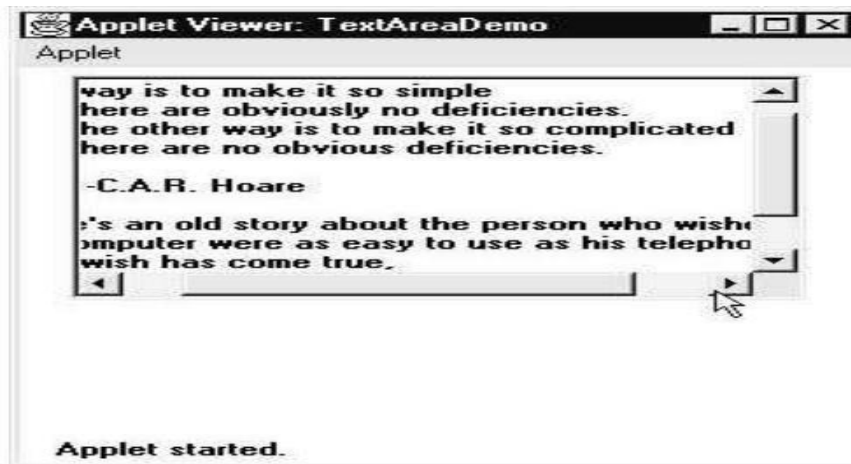 Applet Viewer: TextAreaDemo
Applet
way is to make it so simple
here are obviously no deficiencies.
he other way is to make it so complicated
here are no obvious deficiencies.
-C.A.R. Hoare
e's an old story about the person who wishe
omputer were as easy to use as his telepho
wish has come true,
Applet started.